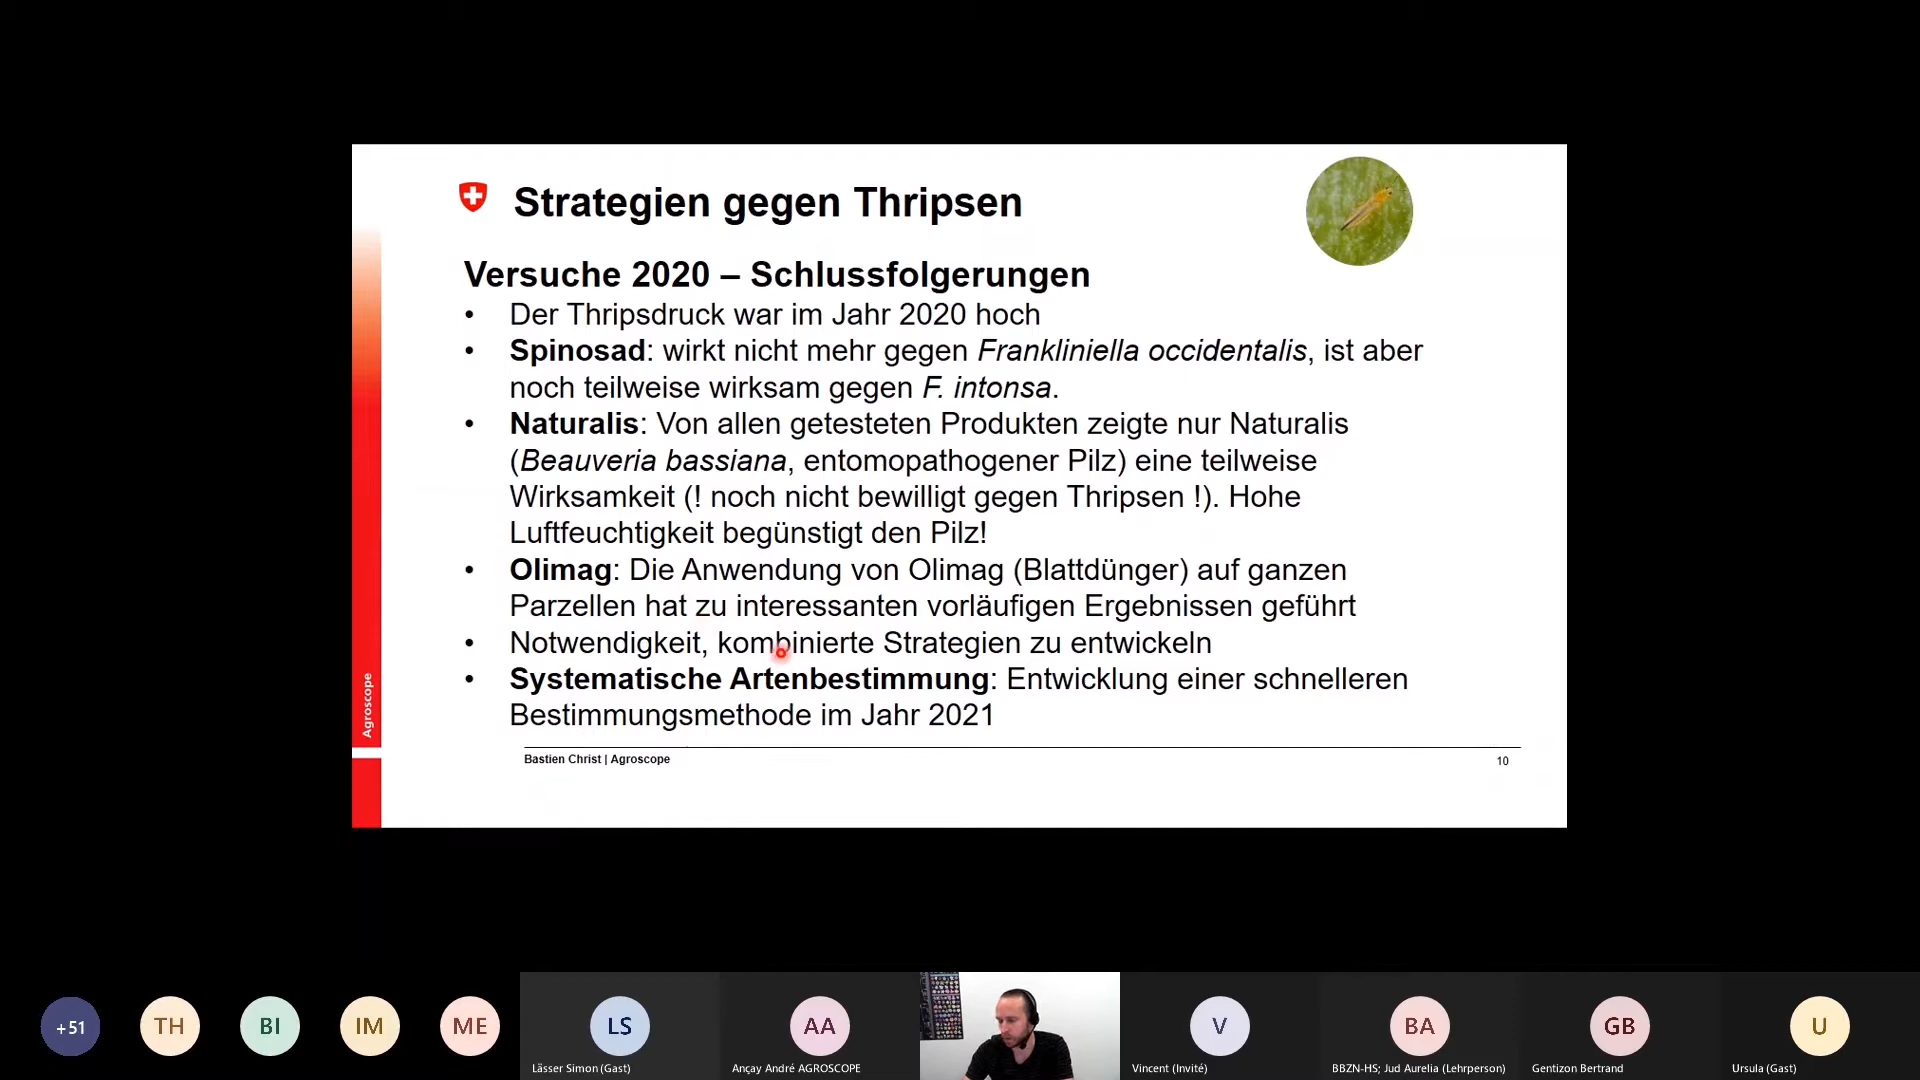 Strategien gegen Thripsen
Versuche 2020 – Schlussfolgerungen
• Der Thripsdruck war im Jahr 2020 hoch
• Spinosad: wirkt nicht mehr gegen Frankliniella occidentalis, ist aber
noch teilweise wirksam gegen F. intonsa.
• Naturalis: Von allen getesteten Produkten zeigte nur Naturalis
(Beauveria bassiana, entomopathogener Pilz) eine teilweise
Wirksamkeit (! noch nicht bewilligt gegen Thripsen !). Hohe
Luftfeuchtigkeit begünstigt den Pilz!
• Olimag: Die Anwendung von Olimag (Blattdünger) auf ganzen
Parzellen hat zu interessanten vorläufigen Ergebnissen geführt
• Notwendigkeit, kombinierte Strategien zu entwickeln
• Systematische Artenbestimmung: Entwicklung einer schnelleren
Bestimmungsmethode im Jahr 2021
Agroscope
Bastien Christ | Agroscope
10
+51
TH
BI
IM
ME
LS
AA
V
BA
GB
U
Lässer Simon (Gast)
Ançay André AGROSCOPE
Vincent (Invité)
BBZN-HS; Jud Aurelia (Lehrperson)
Gentizon Bertrand
Ursula (Gast)